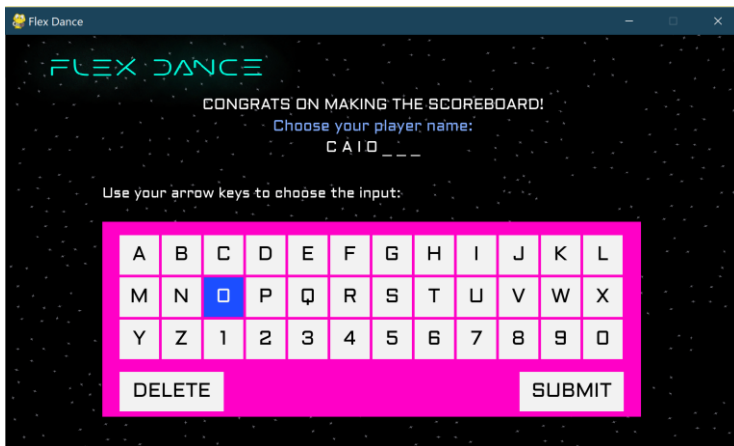 Flex Dance
FLEX DANCE
CONGRATS ON MAKING THE SCOREBOARD!
Choose your player name:
C A I O _ _ _
Use your arrow keys to choose the input:
A B C D E F G H I J K L
M N O P Q R S T U V W X
Y Z 1 2 3 4 5 6 7 8 9 0
DELETE SUBMIT